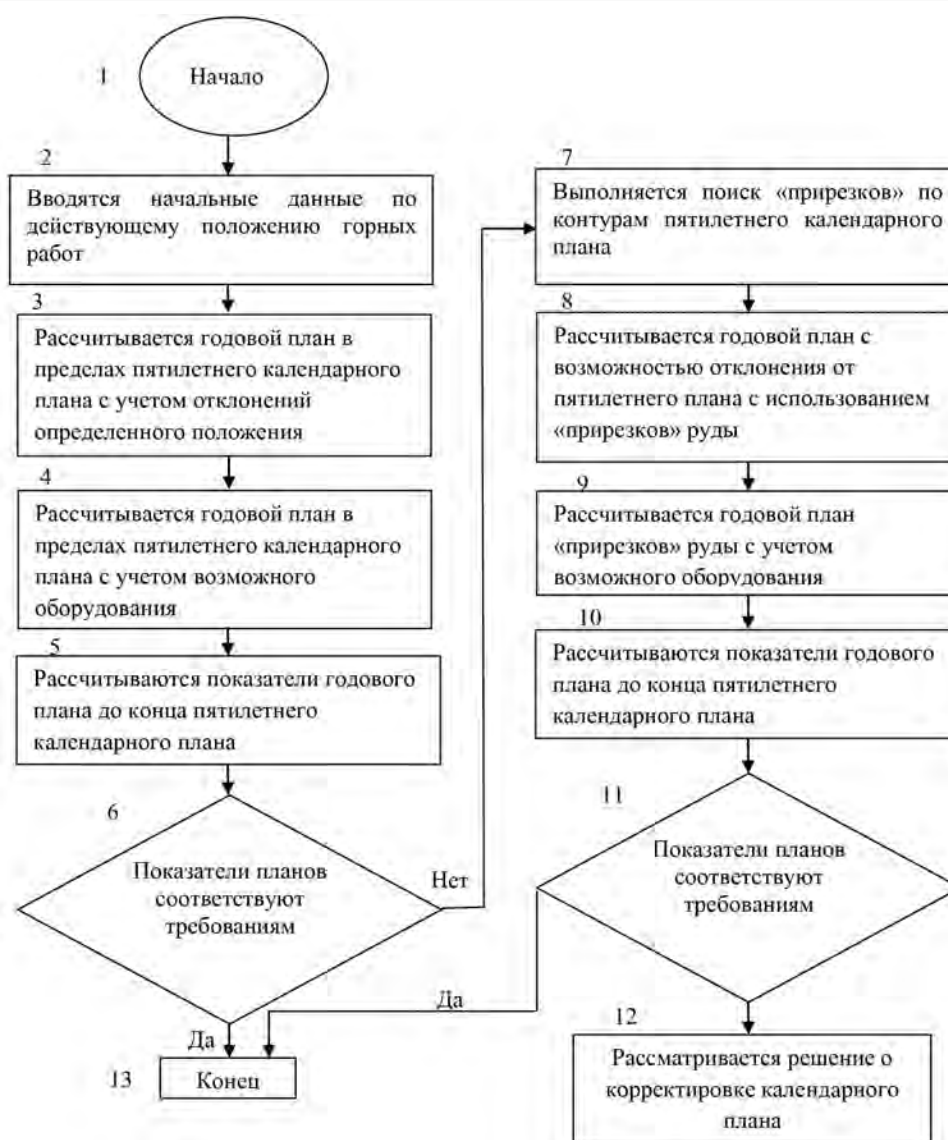 1
Начало
2
Вводятся начальные данные по
действующему положению горных
работ
3
Рассчитывается годовой план в
пределах пятилетнего календарного
плана с учетом отклонений
определенного положения
4
Рассчитывается годовой план в
пределах пятилетнего календарного
плана с учетом возможного
оборудования
5
Рассчитываются показатели годового
плана до конца пятилетнего
календарного плана
6
Показатели планов
соответствуют
требованиям
Нет
Да
13
Конец
7
Выполняется поиск «прирезков» по
контурам пятилетнего календарного
плана
8
Рассчитывается годовой план с
возможностью отклонения от
пятилетнего плана с использованием
«прирезков» руды
9
Рассчитывается годовой план
«прирезков» руды с учетом
возможного оборудования
10
Рассчитываются показатели годового
плана до конца пятилетнего
календарного плана
11
Показатели планов
соответствуют
требованиям
Да
12
Рассматривается решение о
корректировке календарного
плана